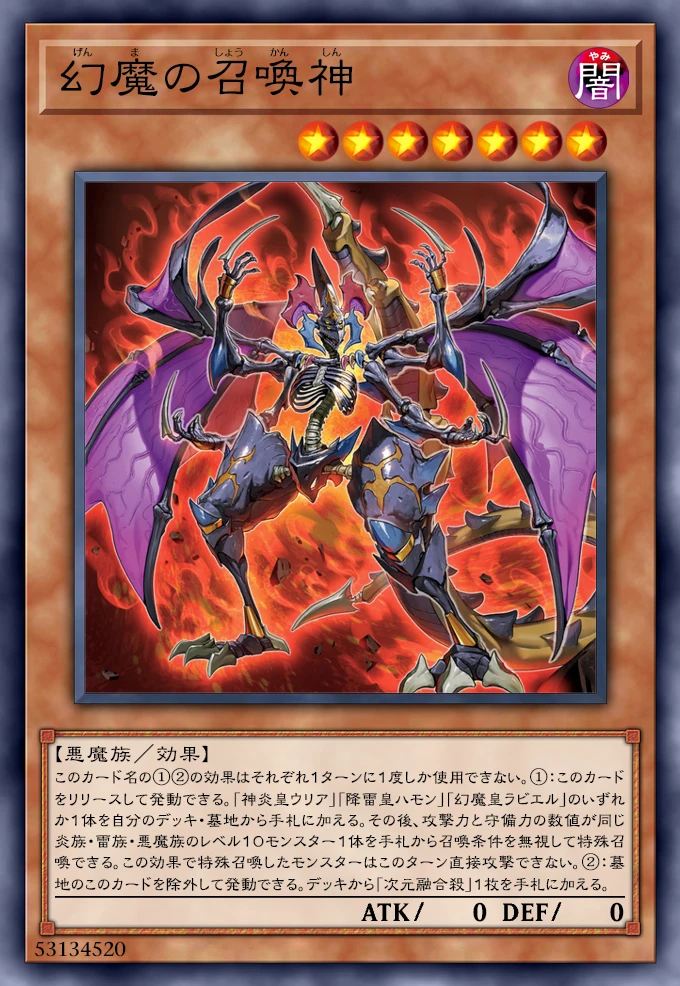 げん ま しょう かん しん
幻魔の召喚神
やみ
闇
【悪魔族／効果】
このカード名の①②の効果はそれぞれ1ターンに1度しか使用できない。①：このカード
をリリースして発動できる。「神炎皇ウリア」「降雷皇ハモン」「幻魔皇ラビエル」のいずれ
か1体を自分のデッキ・墓地から手札に加える。その後、攻撃力と守備力の数値が同じ
炎族・雷族・悪魔族のレベル10モンスター1体を手札から召喚条件を無視して特殊召
喚できる。この効果で特殊召喚したモンスターはこのターン直接攻撃できない。②：墓
地のこのカードを除外して発動できる。デッキから「次元融合殺」1枚を手札に加える。
ATK/ 0 DEF/ 0
53134520